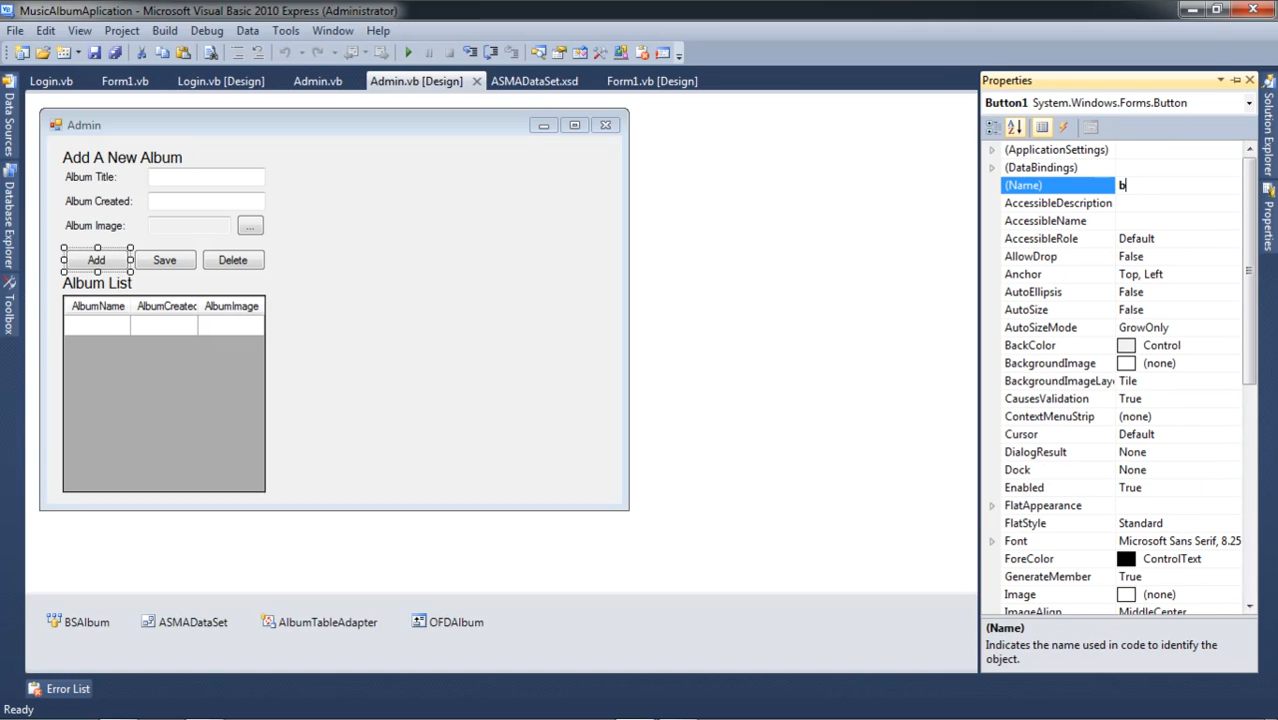 MusicAlbumAplication - Microsoft Visual Basic 2010 Express (Administrator)
File Edit View Project Build Debug Data Tools Window Help
Login.vb Form1.vb Login.vb [Design] Admin.vb Admin.vb [Design] ASMADataSet.xsd Form1.vb [Design]
Data Sources
Database Explorer
Toolbox
Admin
Add A New Album
Album Title:
Album Created:
Album Image: ...
Add Save Delete
Album List
AlbumName AlbumCreated AlbumImage
BSAlbum ASMADataSet AlbumTableAdapter OFDAlbum
Error List
Ready
Properties
Button1 System.Windows.Forms.Button
(ApplicationSettings)
(DataBindings)
(Name) b
AccessibleDescription
AccessibleName
AccessibleRole Default
AllowDrop False
Anchor Top, Left
AutoEllipsis False
AutoSize False
AutoSizeMode GrowOnly
BackColor Control
BackgroundImage (none)
BackgroundImageLayo Tile
CausesValidation True
ContextMenuStrip (none)
Cursor Default
DialogResult None
Dock None
Enabled True
FlatAppearance
FlatStyle Standard
Font Microsoft Sans Serif, 8.25
ForeColor ControlText
GenerateMember True
Image (none)
ImageAlign MiddleCenter
(Name)
Indicates the name used in code to identify the
object.
Solution Explorer
Properties